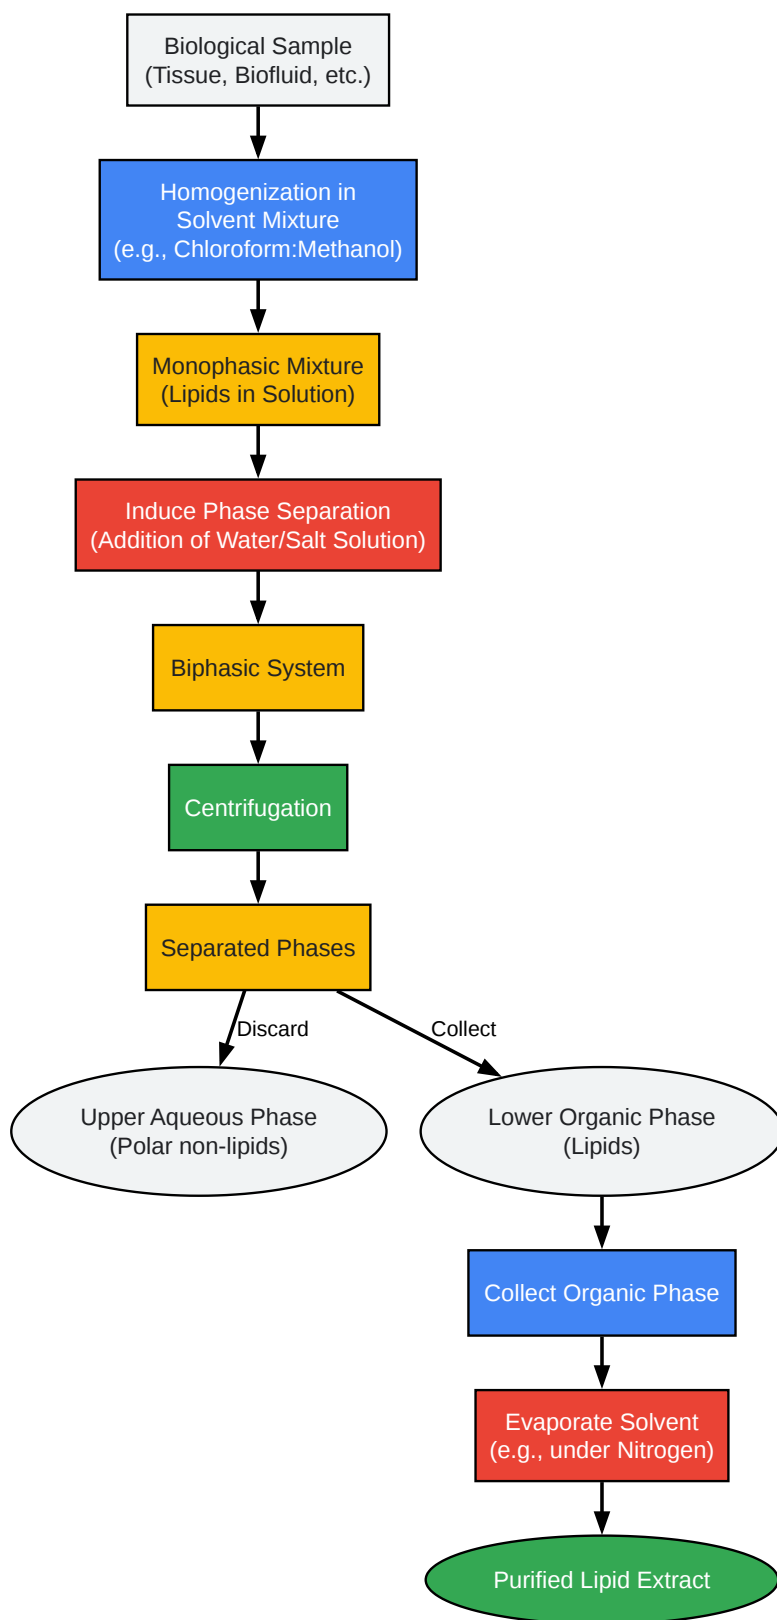 Biological Sample
(Tissue, Biofluid, etc.)
Homogenization in
Solvent Mixture
(e.g., Chloroform:Methanol)
Monophasic Mixture
(Lipids in Solution)
Induce Phase Separation
(Addition of Water/Salt Solution)
Biphasic System
Centrifugation
Separated Phases
Discard
Collect
Upper Aqueous Phase
(Polar non-lipids)
Lower Organic Phase
(Lipids)
Collect Organic Phase
Evaporate Solvent
(e.g., under Nitrogen)
Purified Lipid Extract